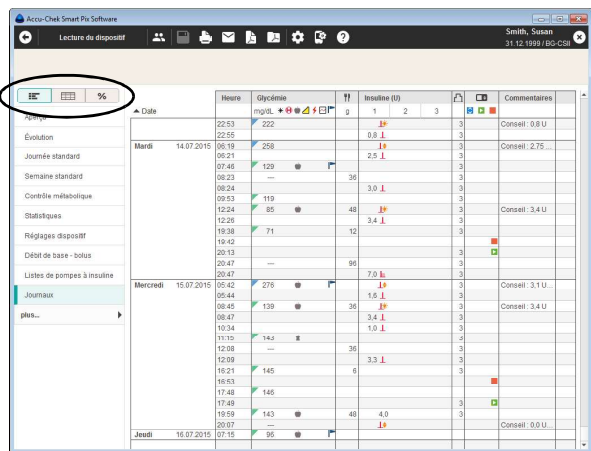 Accu-Chek Smart Pix Software
Lecture du dispositif
Smith, Susan
31.12.1999 / BG-CSII
%
Aperçu
Évolution
Journée standard
Semaine standard
Contrôle métabolique
Statistiques
Réglages dispositif
Débit de base - bolus
Listes de pompes à insuline
Journaux
plus...
Heure Glycémie Insuline (U) Commentaires
Date mg/dL g 1 2 3
22:53 222 3 Conseil : 0,8 U
22:55 0,8 3
Mardi 14.07.2015 06:19 258 3 Conseil : 2.75 ...
06:21 2,5 3
07:46 129 3
08:23 — 36 3
08:24 3,0 3
09:53 119 3
12:24 85 48 3 Conseil : 3,4 U
12:26 3,4 3
19:38 71 12 3
19:42
20:13 3
20:47 — 96 3
20:47 7,0 3
Mercredi 15.07.2015 05:42 276 3 Conseil : 3,1 U...
05:44 1,6 3
08:45 139 36 3 Conseil : 3,4 U
08:47 3,4 3
10:34 1,0 3
11:15 143 3
12:08 — 36 3
12:09 3,3 3
16:21 145 6 3
16:53
17:48 146
17:49 3
19:59 143 48 4,0 3
20:07 — 3 Conseil : 0,0 U...
Jeudi 16.07.2015 07:15 96 3